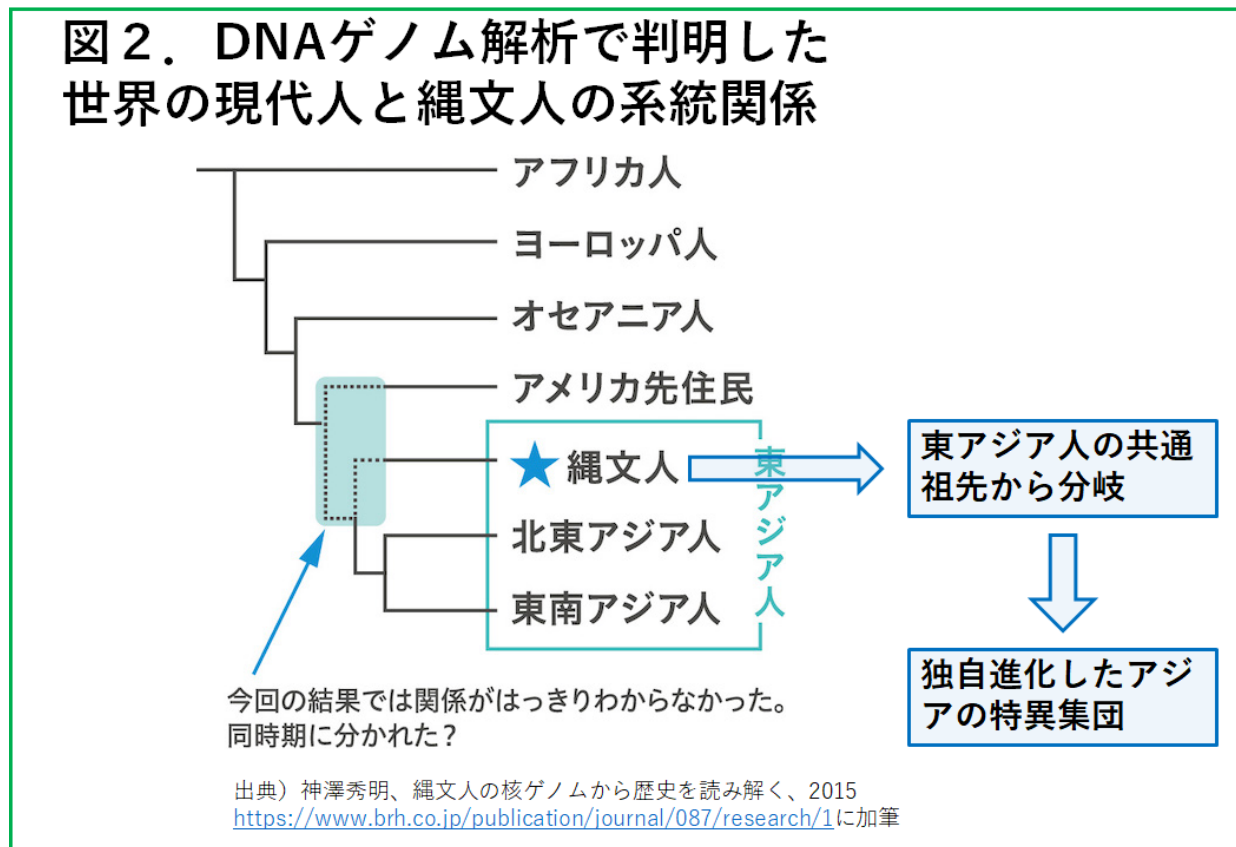 図２．DNAゲノム解析で判明した
世界の現代人と縄文人の系統関係
アフリカ人
ヨーロッパ人
オセアニア人
アメリカ先住民
★縄文人
北東アジア人
東南アジア人
東アジア人
東アジア人の共通
祖先から分岐
独自進化したアジ
アの特異集団
今回の結果では関係がはっきりわからなかった。
同時期に分かれた？
出典）神澤秀明、縄文人の核ゲノムから歴史を読み解く、2015
https://www.brh.co.jp/publication/journal/087/research/1に加筆